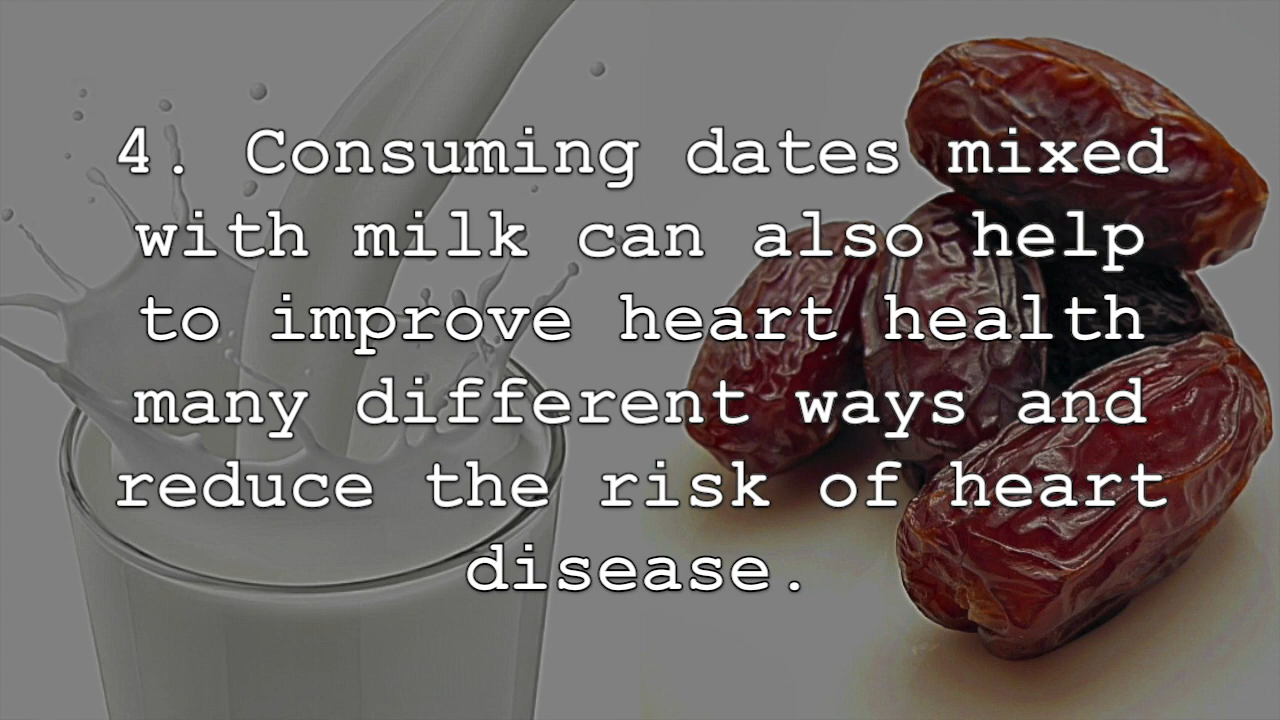 4. Consuming dates mixed
with milk can also help
to improve heart health
many different ways and
reduce the risk of heart
disease.